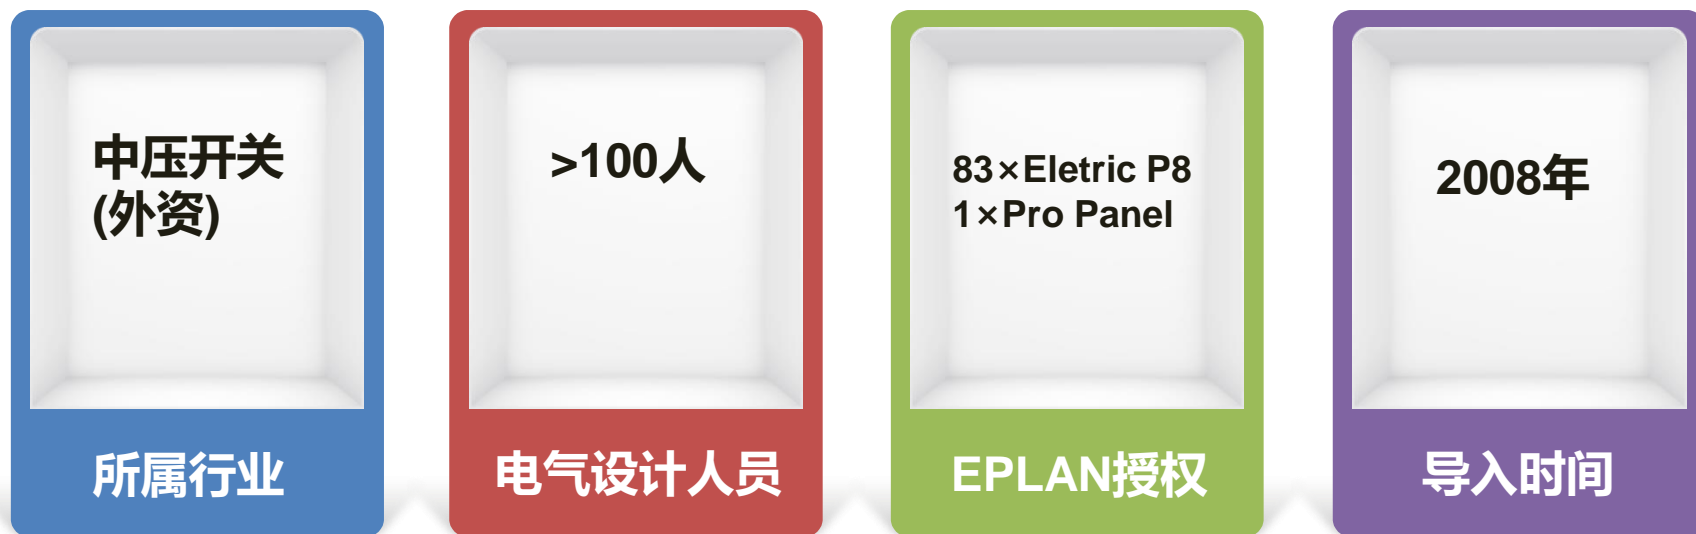 中压开关
(外资)
>100人
83×Eletric P8
1×Pro Panel
2008年
所属行业
电气设计人员
EPLAN授权
导入时间